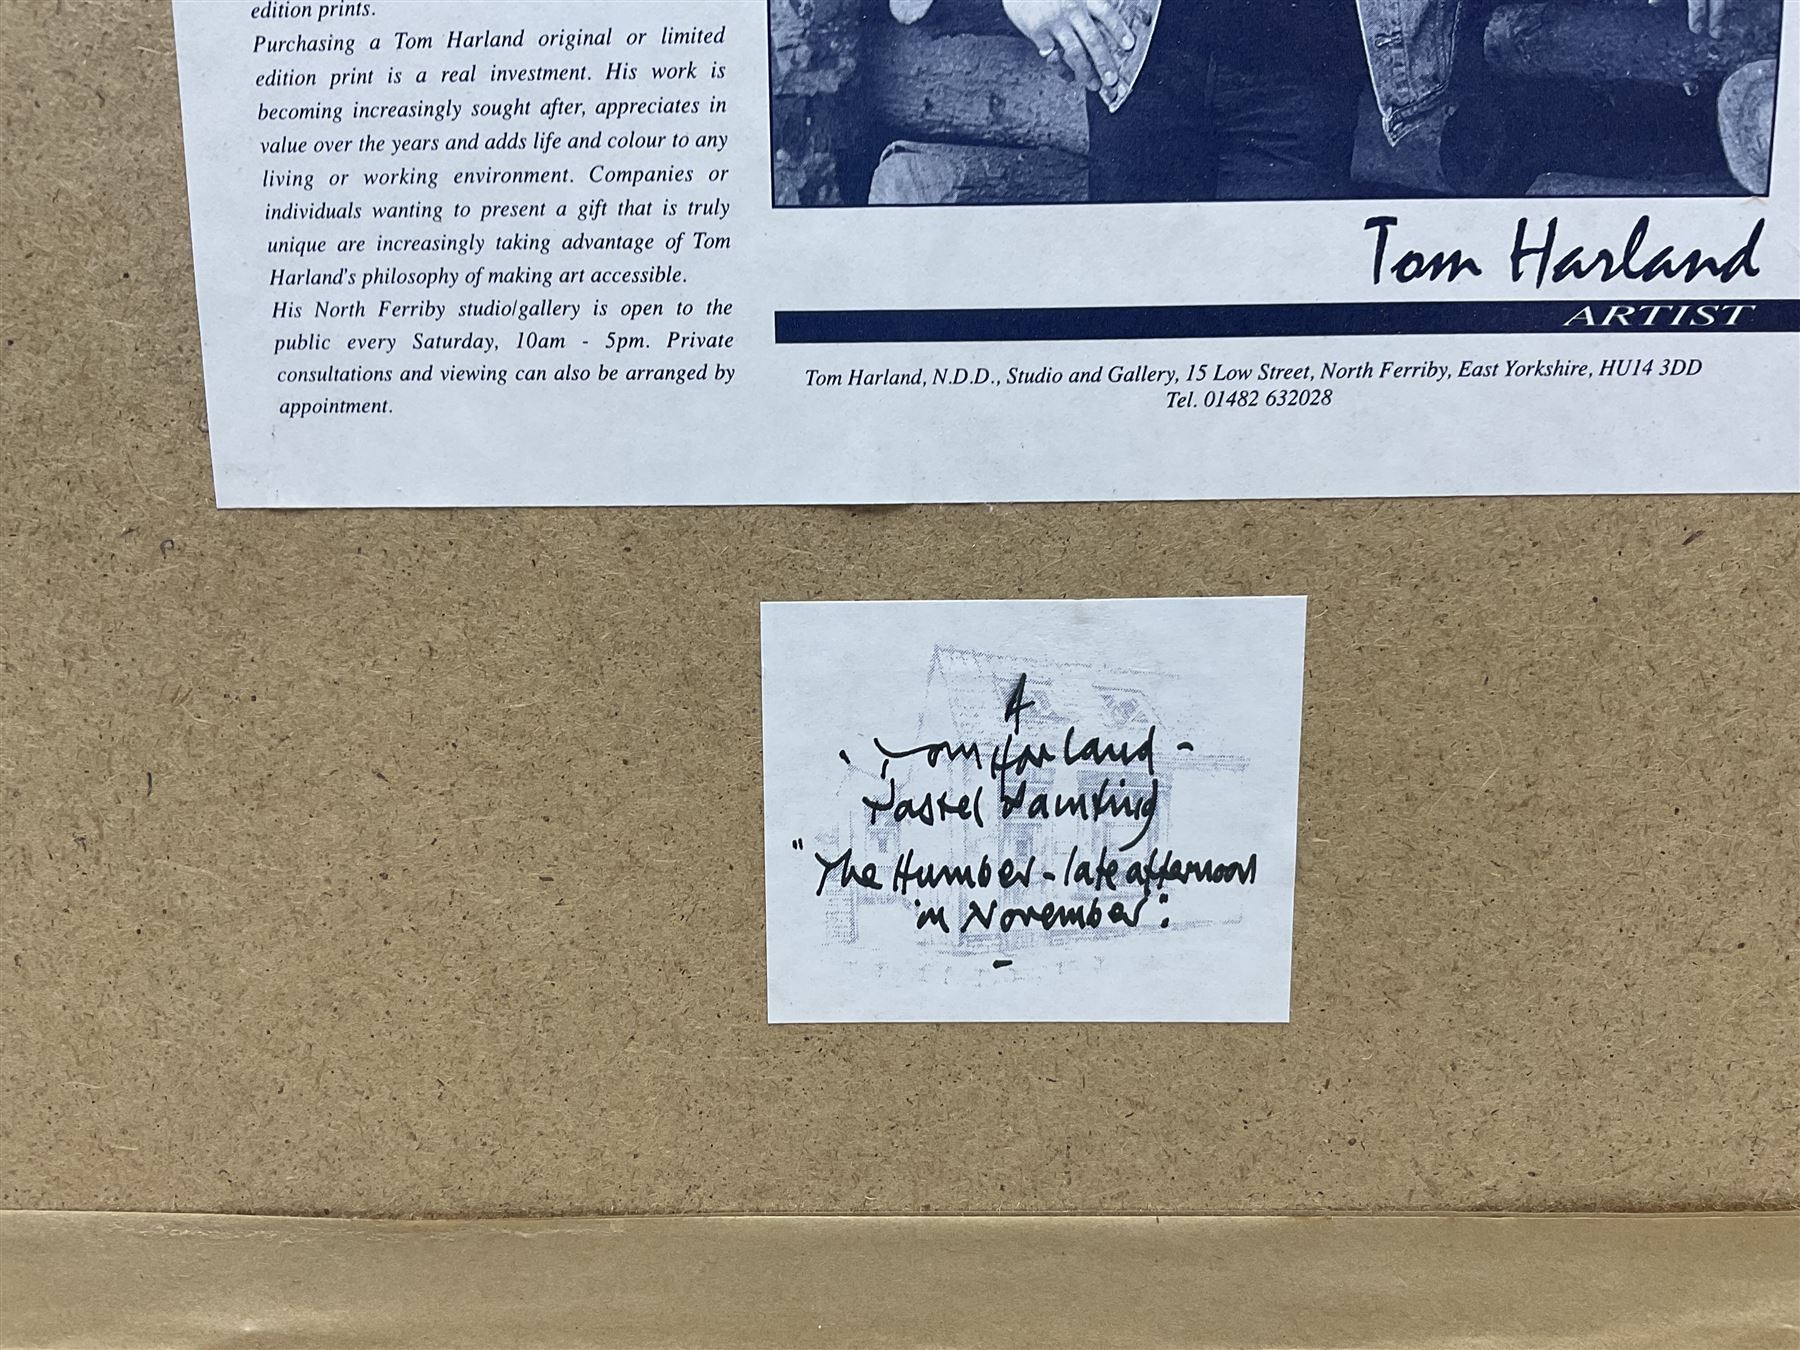 edition prints.
Purchasing a Tom Harland original or limited
edition print is a real investment. His work is
becoming increasingly sought after, appreciates in
value over the years and adds life and colour to any
living or working environment. Companies or
individuals wanting to present a gift that is truly
unique are increasingly taking advantage of Tom
Harland's philosophy of making art accessible.
His North Ferriby studio/gallery is open to the
public every Saturday, 10am - 5pm. Private
consultations and viewing can also be arranged by
appointment.
Tom Harland
ARTIST
Tom Harland, N.D.D., Studio and Gallery, 15 Low Street, North Ferriby, East Yorkshire, HU14 3DD
Tel. 01482 632028
A
Tom Harland -
Pastel Painting
"The Humber - late afternoon
in November".
-